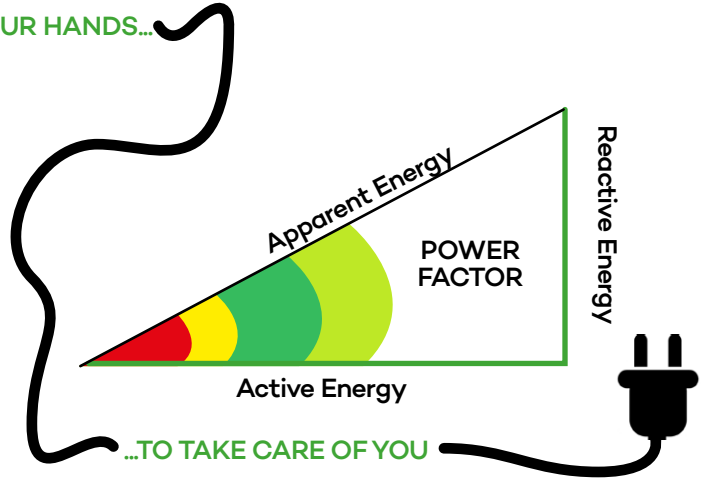 UR HANDS...
Apparent Energy
Reactive Energy
POWER
FACTOR
Active Energy
...TO TAKE CARE OF YOU